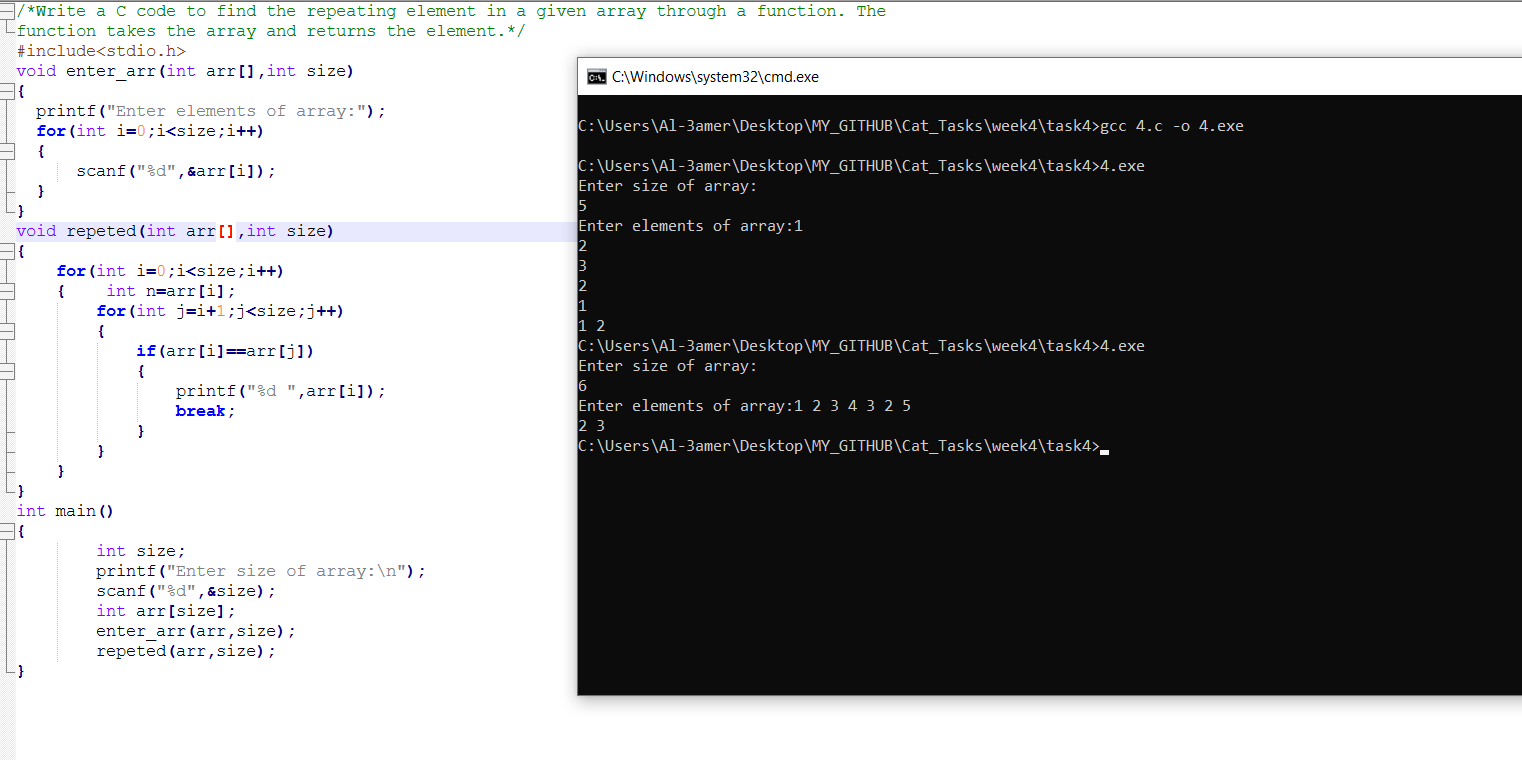 /*Write a C code to find the repeating element in a given array through a function. The
function takes the array and returns the element.*/
#include<stdio.h>
void enter_arr(int arr[],int size)
{
printf("Enter elements of array:");
for(int i=0;i<size;i++)
{
scanf("%d",&arr[i]);
}
}
void repeted(int arr[],int size)
{
for(int i=0;i<size;i++)
{ int n=arr[i];
for(int j=i+1;j<size;j++)
{
if(arr[i]==arr[j])
{
printf("%d ",arr[i]);
break;
}
}
}
}
int main()
{
int size;
printf("Enter size of array:\n");
scanf("%d",&size);
int arr[size];
enter_arr(arr,size);
repeted(arr,size);
}
C:\Windows\system32\cmd.exe
C:\Users\Al-3amer\Desktop\MY_GITHUB\Cat_Tasks\week4\task4>gcc 4.c -o 4.exe
C:\Users\Al-3amer\Desktop\MY_GITHUB\Cat_Tasks\week4\task4>4.exe
Enter size of array:
5
Enter elements of array:1
2
3
2
1
1 2
C:\Users\Al-3amer\Desktop\MY_GITHUB\Cat_Tasks\week4\task4>4.exe
Enter size of array:
6
Enter elements of array:1 2 3 4 3 2 5
2 3
C:\Users\Al-3amer\Desktop\MY_GITHUB\Cat_Tasks\week4\task4>